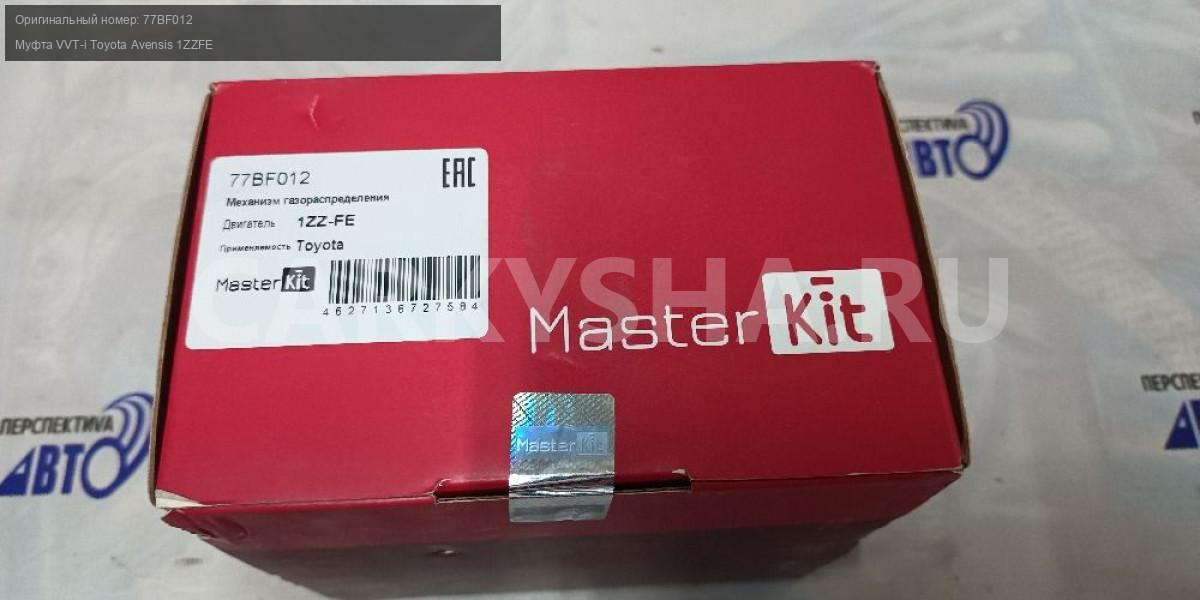 Оригинальный номер: 77BF012
Муфта VVT-i Toyota Avensis 1ZZFE
77BF012
EAC
Механизм газораспределения
Двигатель 1ZZ-FE
Применяемость Toyota
Master Kit
4627136727584
Master Kit
Master Kit
CARKYSHA.RU
ПЕРСПЕКТИВА
АВТО
ПЕРСПЕКТИВА
АВТО